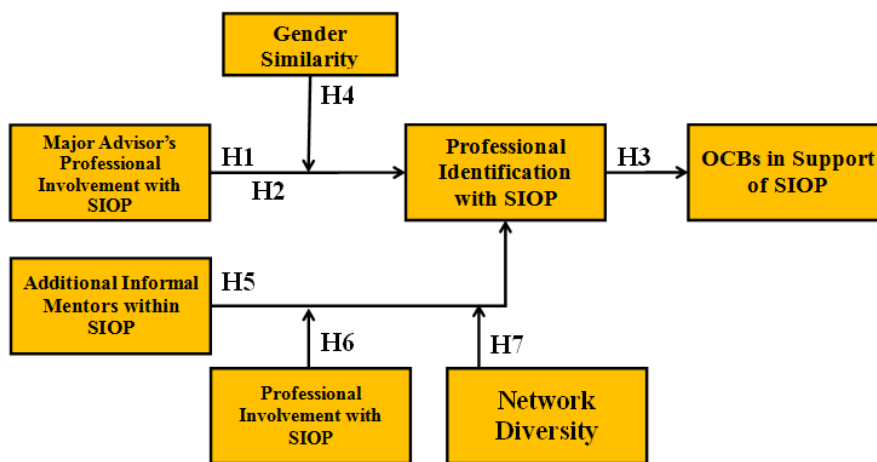 Gender
Similarity
H4
Major Advisor's
Professional
Involvement with
SIOP
H1
H2
Professional
Identification
with SIOP
H3
OCBs in Support
of SIOP
Additional Informal
Mentors within
SIOP
H5
H6
H7
Professional
Involvement with
SIOP
Network
Diversity